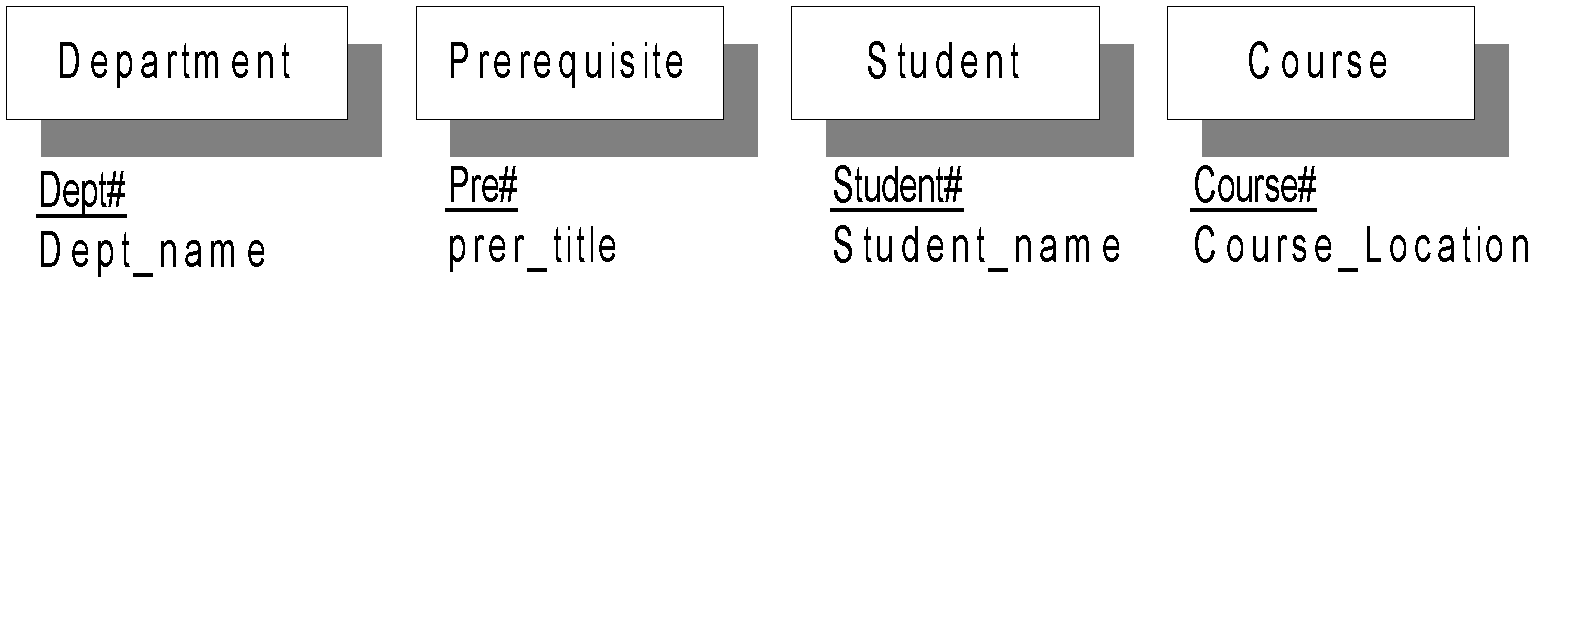 Department
Prerequisite
Student
Course
Dept#
Dept_name
Pre#
prer_title
Student#
Student_name
Course#
Course_Location